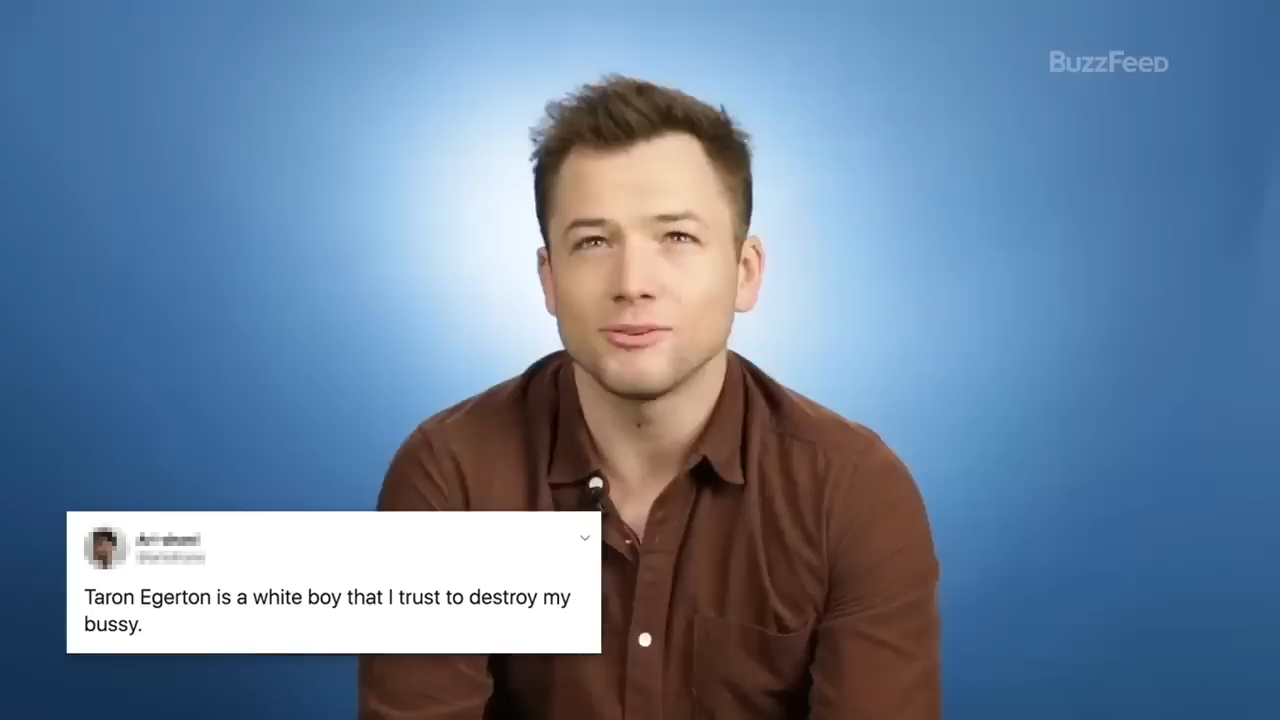 BuzzFeed
Taron Egerton is a white boy that I trust to destroy my
bussy.